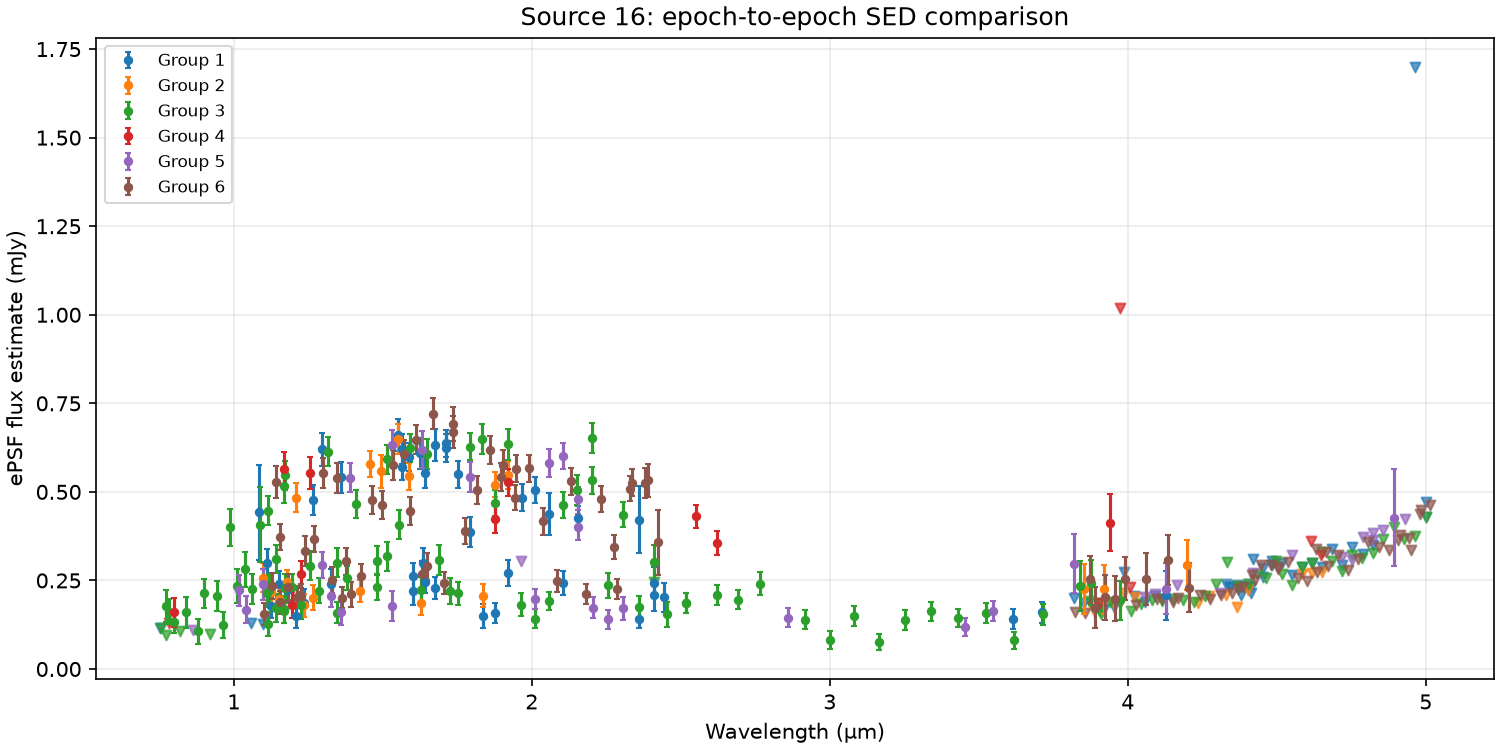 Source 16: epoch-to-epoch SED comparison
1.75
1.50
1.25
1.00
0.75
0.50
0.25
0.00
ePSF flux estimate (mJy)
Group 1
Group 2
Group 3
Group 4
Group 5
Group 6
1
2
3
4
5
Wavelength (μm)